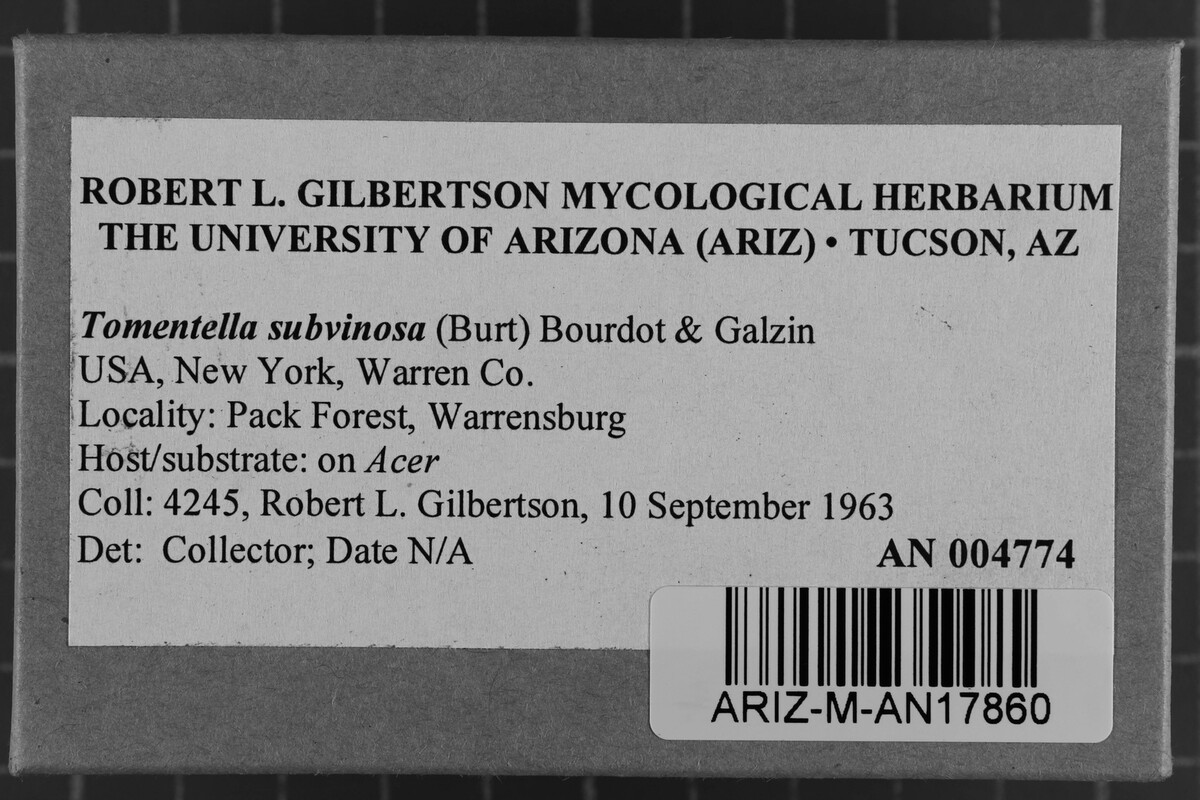 ROBERT L. GILBERTSON MYCOLOGICAL HERBARIUM
THE UNIVERSITY OF ARIZONA (ARIZ) • TUCSON, AZ
Tomentella subvinosa (Burt) Bourdot & Galzin
USA, New York, Warren Co.
Locality: Pack Forest, Warrensburg
Host/substrate: on Acer
Coll: 4245, Robert L. Gilbertson, 10 September 1963
Det: Collector; Date N/A AN 004774
ARIZ-M-AN17860